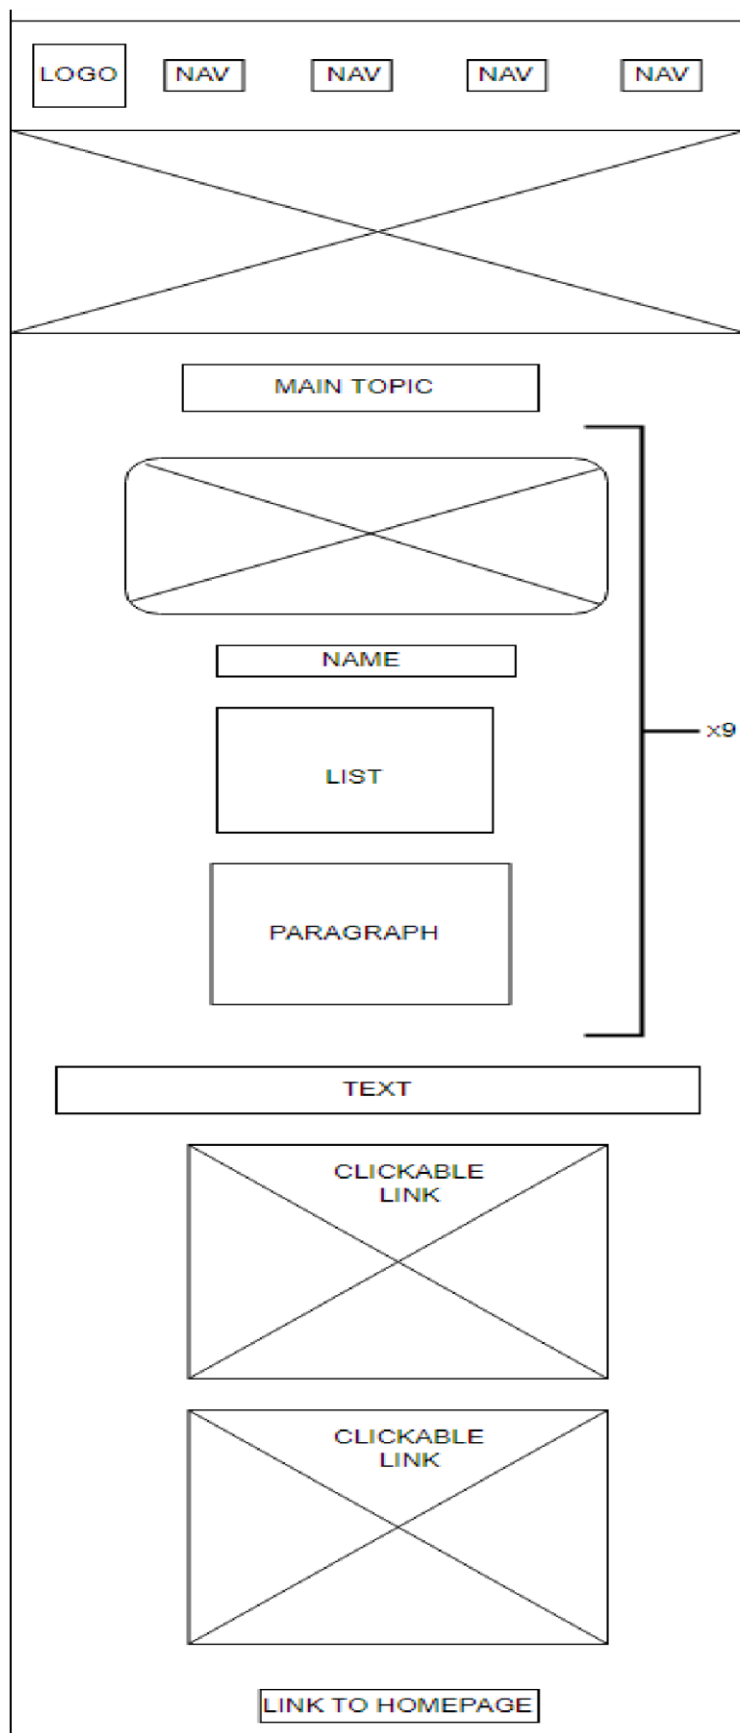 LOGO NAV NAV NAV NAV
MAIN TOPIC
NAME
x9
LIST
PARAGRAPH
TEXT
CLICKABLE
LINK
CLICKABLE
LINK
LINK TO HOMEPAGE